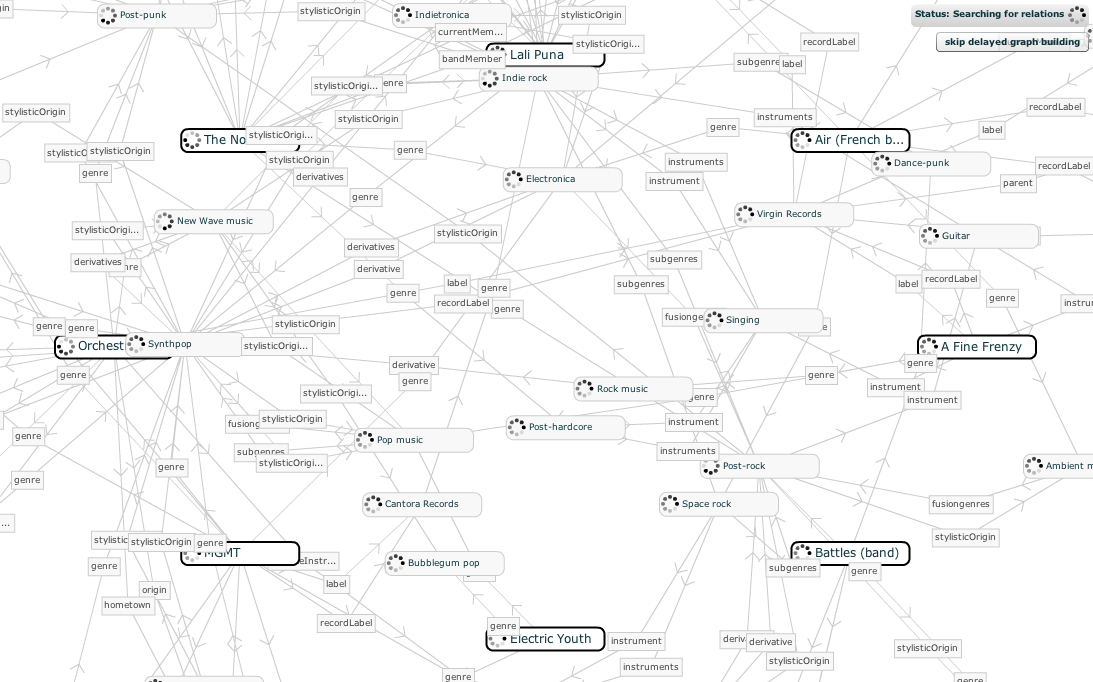 Post-punk
stylisticOrigin
Indietronica
stylisticOrigin
Status: Searching for relations
currentMem...
stylisticOrigi...
recordLabel
skip delayed graph building
bandMember
Lali Puna
subgenre
label
Indie rock
stylisticOrigi...
enre
stylisticOrigin
stylisticOrigin
instruments
recordLabel
The No
stylisticOrigi...
genre
label
Air (French b...
stylisticO
stylisticOrigin
genre
stylisticOrigin
instruments
Dance-punk
recordLabel
genre
derivatives
Electronica
instrument
parent
genre
New Wave music
Virgin Records
stylisticOrigi...
stylisticOrigin
Guitar
derivatives
nre
derivatives
derivative
subgenres
label
genre
subgenres
label
recordLabel
genre
recordLabel
genre
genre
instru
genre
genre
stylisticOrigin
fusionge
Singing
e
Orchest
Synthpop
stylisticOrigi...
A Fine Frenzy
genre
derivative
genre
genre
genre
stylisticOrigi...
Rock music
genre
instrument
instrument
fusiong
stylisticOrigin
Post-hardcore
instrument
genre
Pop music
subgenres
stylisticOrigi...
instruments
genre
Post-rock
Ambient m
genre
Cantora Records
Space rock
fusiongenres
...
stylistic
stylisticOrigin
genre
stylisticOrigin
MGMT
eInstr...
Battles (band)
genre
Bubblegum pop
subgenres
genre
origin
label
hometown
recordLabel
genre
Electric Youth
instrument
deriv
derivative
stylisticOrigin
instruments
stylisticOrigin
genre
genre